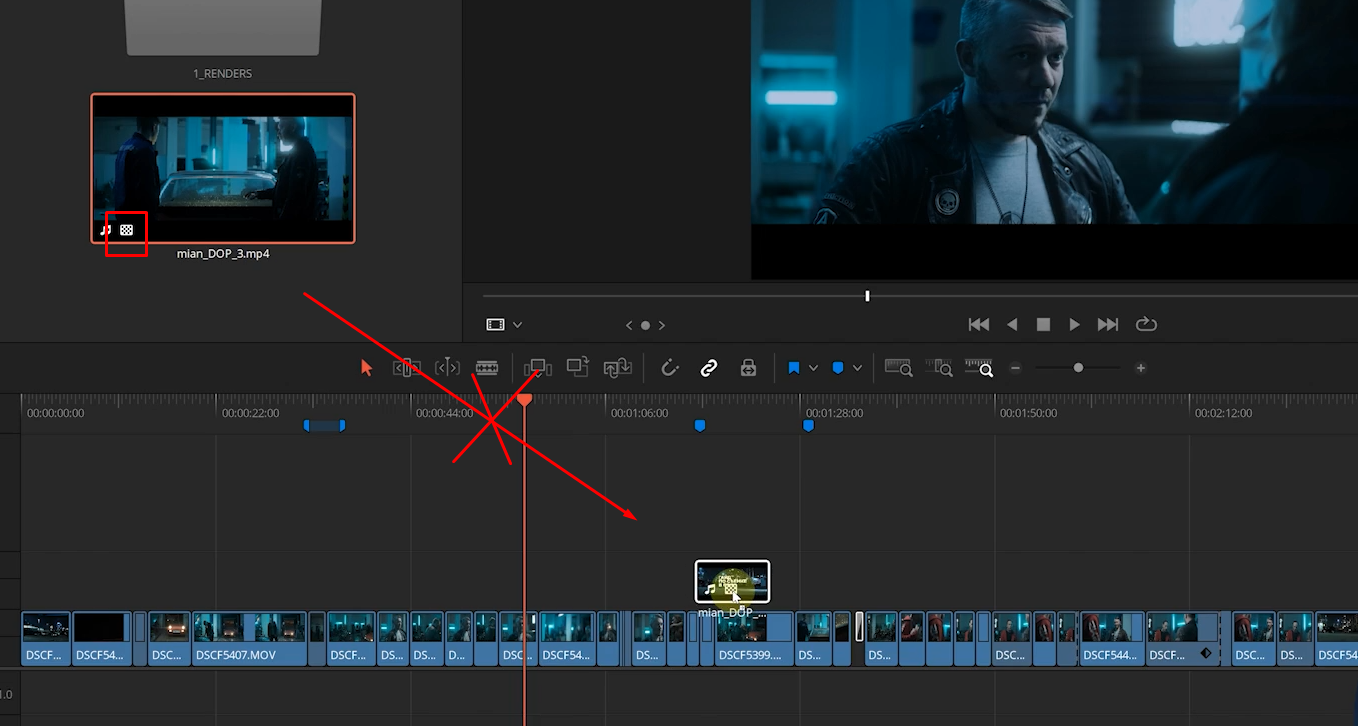 1_RENDERS
mian_DOP_3.mp4
00:00:00:00
00:00:22:00
00:00:44:00
00:01:06:00
00:01:28:00
00:01:50:00
00:02:12:00
mian_DOP_...
DSCF...
DSCF54...
DSC...
DSCF5407.MOV
DSCF...
DS...
DS...
D...
DSC...
DSCF54...
DS...
DSCF5399....
DS...
DS...
DSC...
DSCF544...
DSCF...
DSC...
DS...
DSCF54
1.0